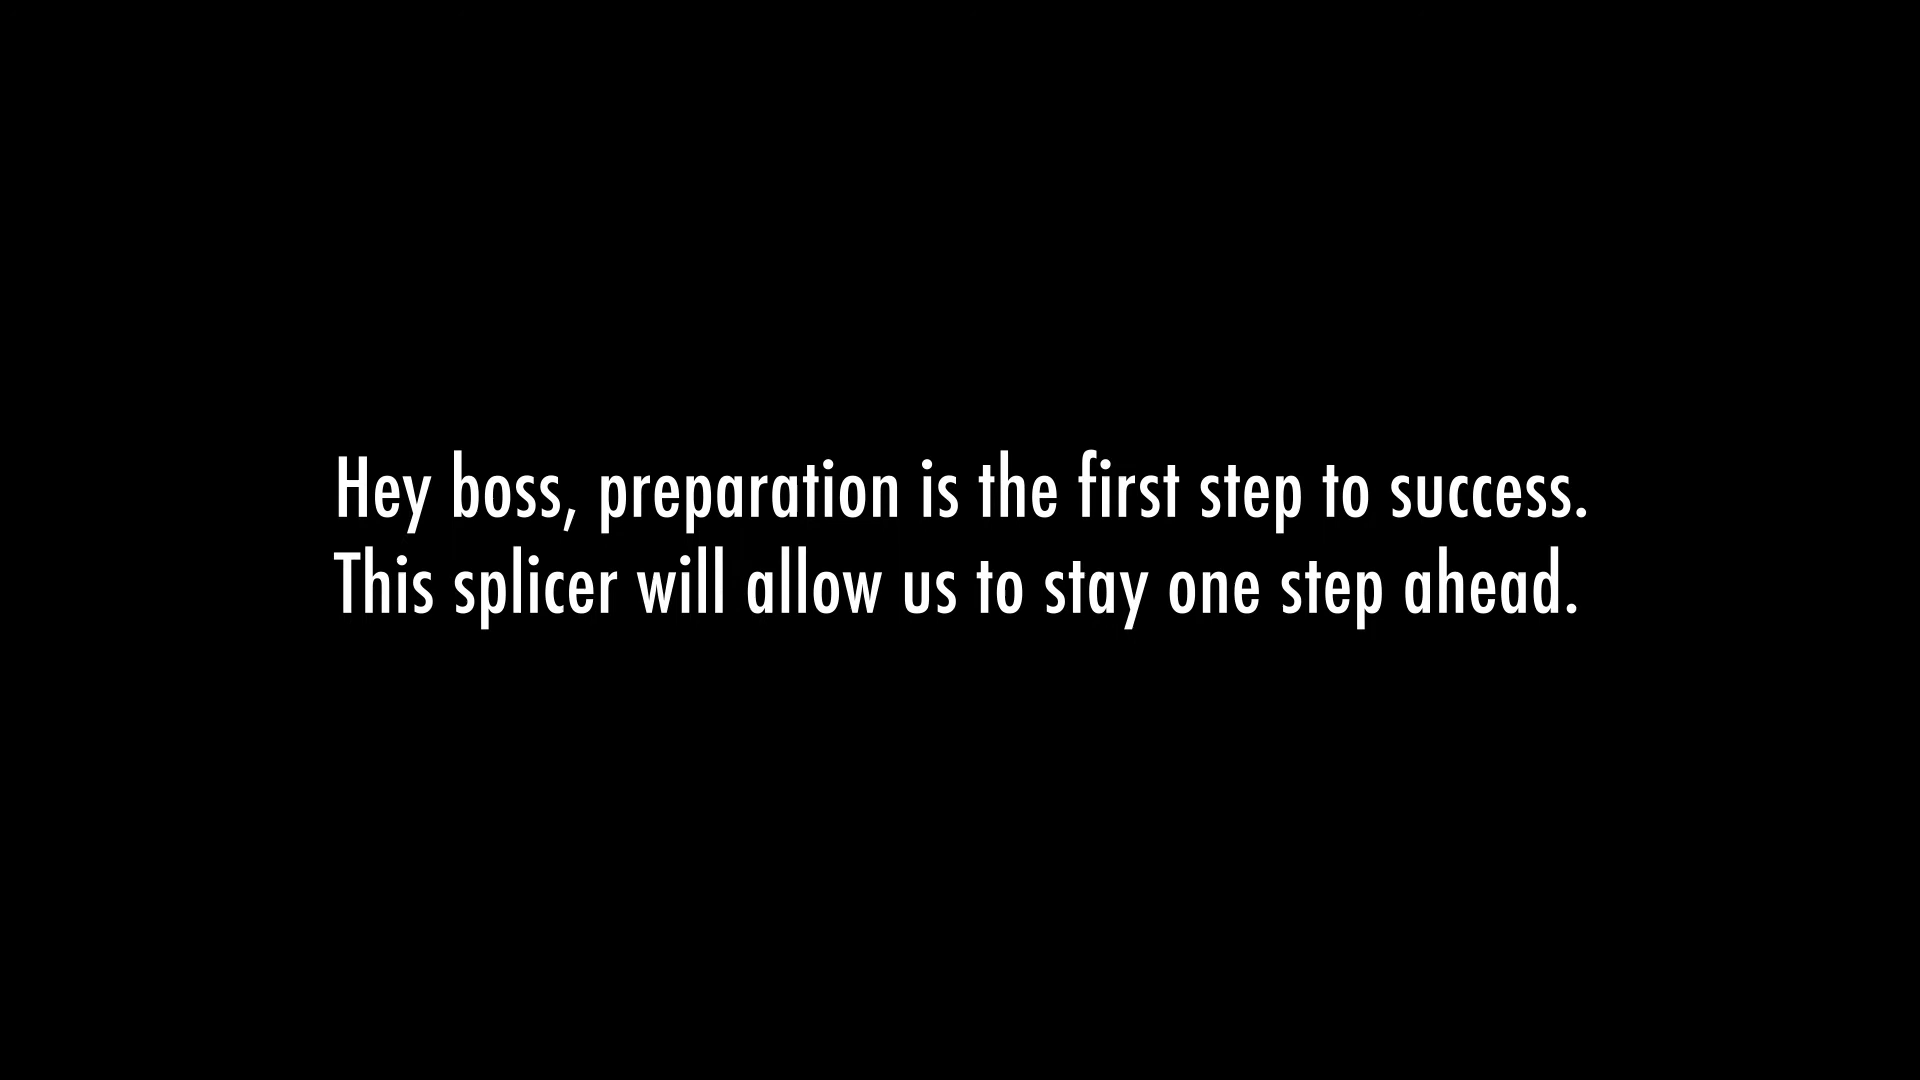 Hey boss, preparation is the first step to success.
This splicer will allow us to stay one step ahead.